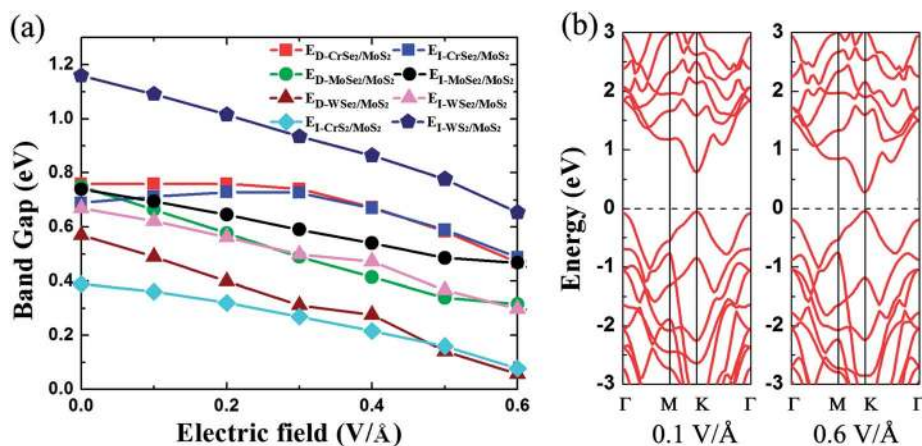 (a)
E_D-CrSe₂/MoS₂ E_I-CrSe₂/MoS₂
E_D-MoSe₂/MoS₂ E_I-MoSe₂/MoS₂
E_D-WSe₂/MoS₂ E_I-WSe₂/MoS₂
E_I-CrS₂/MoS₂ E_I-WS₂/MoS₂
Band Gap (eV)
1.2
1.0
0.8
0.6
0.4
0.2
0.0
0.0 0.2 0.4 0.6
Electric field (V/Å)
(b)
Energy (eV)
3
2
1
0
-1
-2
-3
Γ M K Γ
0.1 V/Å
3
2
1
0
-1
-2
-3
Γ M K Γ
0.6 V/Å